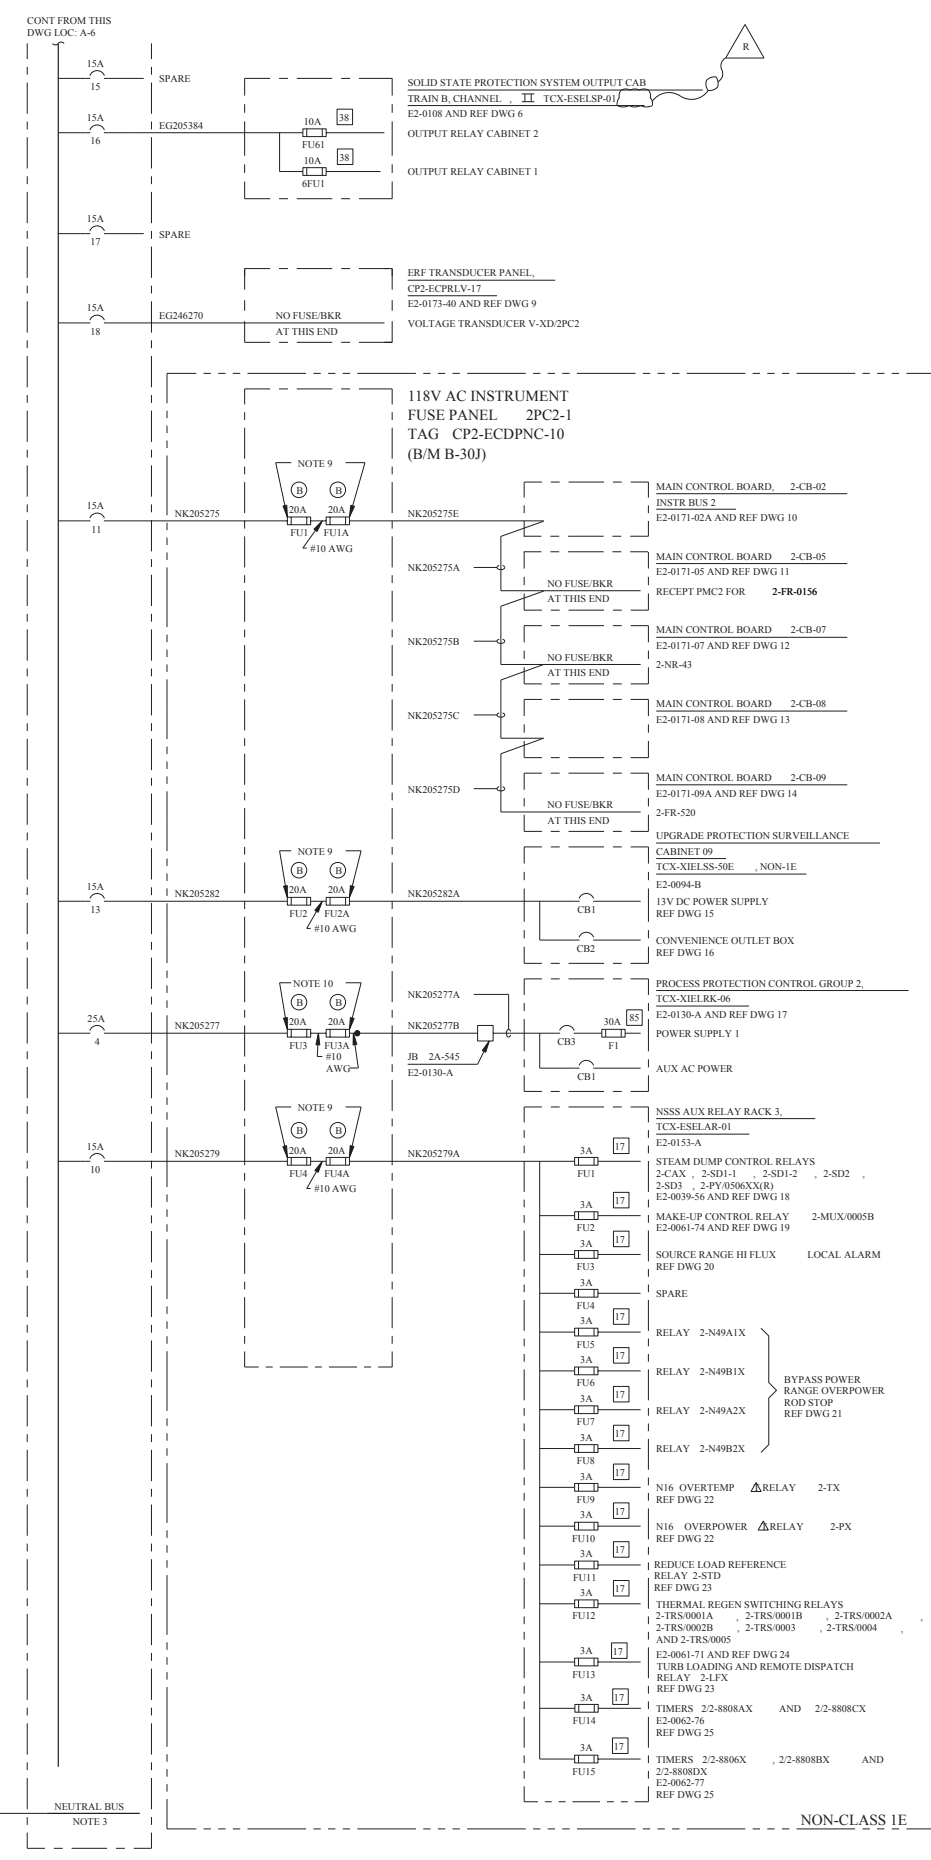 CONT FROM THIS
DWG LOC: A-6
R
15A
15
SPARE
SOLID STATE PROTECTION SYSTEM OUTPUT CAB
TRAIN B, CHANNEL , II TCX-ESELSP-01
E2-0108 AND REF DWG 6
15A
16
EG205384
10A
38
FU61
OUTPUT RELAY CABINET 2
10A
38
6FU1
OUTPUT RELAY CABINET 1
15A
17
SPARE
ERF TRANSDUCER PANEL,
CP2-ECPRLV-17
E2-0173-40 AND REF DWG 9
15A
18
EG246270
NO FUSE/BKR
AT THIS END
VOLTAGE TRANSDUCER V-XD/2PC2
118V AC INSTRUMENT
FUSE PANEL 2PC2-1
TAG CP2-ECDPNC-10
(B/M B-30J)
NOTE 9
B B
15A
11
NK205275
20A 20A
FU1 FU1A
#10 AWG
NK205275E
MAIN CONTROL BOARD, 2-CB-02
INSTR BUS 2
E2-0171-02A AND REF DWG 10
NK205275A
MAIN CONTROL BOARD 2-CB-05
E2-0171-05 AND REF DWG 11
NO FUSE/BKR
AT THIS END
RECEPT PMC2 FOR 2-FR-0156
NK205275B
MAIN CONTROL BOARD 2-CB-07
E2-0171-07 AND REF DWG 12
NO FUSE/BKR
AT THIS END
2-NR-43
NK205275C
MAIN CONTROL BOARD 2-CB-08
E2-0171-08 AND REF DWG 13
NK205275D
MAIN CONTROL BOARD 2-CB-09
E2-0171-09A AND REF DWG 14
NO FUSE/BKR
AT THIS END
2-FR-520
UPGRADE PROTECTION SURVEILLANCE
CABINET 09
TCX-XIELSS-50E , NON-1E
E2-0094-B
NOTE 9
B B
15A
13
NK205282
20A 20A
FU2 FU2A
#10 AWG
NK205282A
CB1
13V DC POWER SUPPLY
REF DWG 15
CB2
CONVENIENCE OUTLET BOX
REF DWG 16
PROCESS PROTECTION CONTROL GROUP 2,
TCX-XIELRK-06
E2-0130-A AND REF DWG 17
NOTE 10
B B
NK205277A
25A
4
NK205277
20A 20A
FU3 FU3A
#10
AWG
NK205277B
JB 2A-545
E2-0130-A
CB3
30A
85
F1
POWER SUPPLY 1
CB1
AUX AC POWER
NSSS AUX RELAY RACK 3,
TCX-ESELAR-01
E2-0153-A
NOTE 9
B B
15A
10
NK205279
20A 20A
FU4 FU4A
#10 AWG
NK205279A
3A
17
FU1
STEAM DUMP CONTROL RELAYS
2-CAX , 2-SD1-1 , 2-SD1-2 , 2-SD2 ,
2-SD3 , 2-PY/0506XX(R)
E2-0039-56 AND REF DWG 18
3A
17
FU2
MAKE-UP CONTROL RELAY 2-MUX/0005B
E2-0061-74 AND REF DWG 19
3A
17
FU3
SOURCE RANGE HI FLUX LOCAL ALARM
REF DWG 20
3A
FU4
SPARE
3A
17
FU5
RELAY 2-N49A1X
3A
17
FU6
RELAY 2-N49B1X
3A
17
FU7
RELAY 2-N49A2X
3A
17
FU8
RELAY 2-N49B2X
BYPASS POWER
RANGE OVERPOWER
ROD STOP
REF DWG 21
3A
17
FU9
N16 OVERTEMP RELAY 2-TX
REF DWG 22
3A
17
FU10
N16 OVERPOWER RELAY 2-PX
REF DWG 22
3A
17
FU11
REDUCE LOAD REFERENCE
RELAY 2-STD
REF DWG 23
3A
17
FU12
THERMAL REGEN SWITCHING RELAYS
2-TRS/0001A , 2-TRS/0001B , 2-TRS/0002A ,
2-TRS/0002B , 2-TRS/0003 , 2-TRS/0004 ,
AND 2-TRS/0005
E2-0061-71 AND REF DWG 24
3A
17
FU13
TURB LOADING AND REMOTE DISPATCH
RELAY 2-LFX
REF DWG 23
3A
17
FU14
TIMERS 2/2-8808AX AND 2/2-8808CX
E2-0062-76
REF DWG 25
3A
17
FU15
TIMERS 2/2-8806X , 2/2-8808BX AND
2/2-8808DX
E2-0062-77
REF DWG 25
NEUTRAL BUS
NOTE 3
NON-CLASS 1E